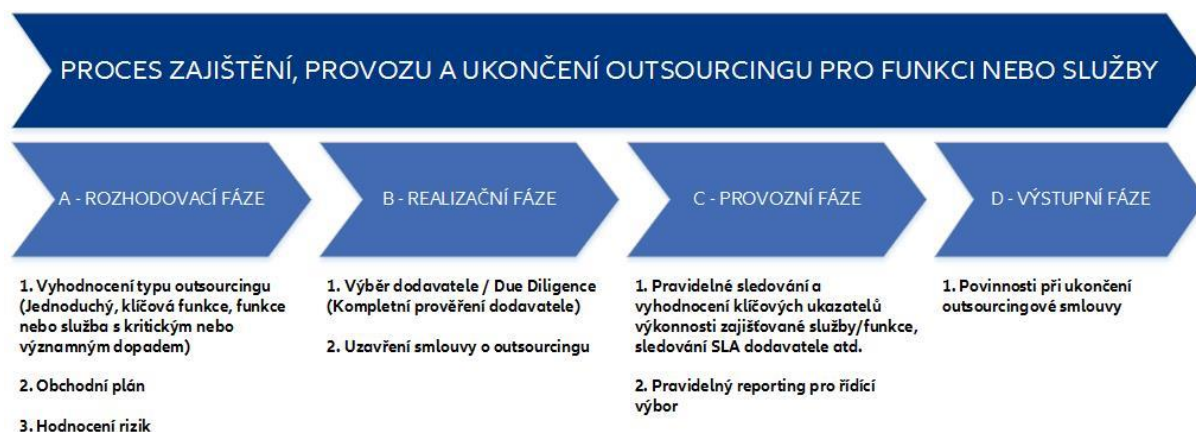 PROCES ZAJIŠTĚNÍ, PROVOZU A UKONČENÍ OUTSOURCINGU PRO FUNKCI NEBO SLUŽBY
A - ROZHODOVACÍ FÁZE
1. Vyhodnocení typu outsourcingu
(Jednoduchý, klíčová funkce, funkce
nebo služba s kritickým nebo
významným dopadem)
2. Obchodní plán
3. Hodnocení rizik
B - REALIZAČNÍ FÁZE
1. Výběr dodavatele / Due Diligence
(Kompletní prověření dodavatele)
2. Uzavření smlouvy o outsourcingu
C - PROVOZNÍ FÁZE
1. Pravidelné sledování a
vyhodnocení klíčových ukazatelů
výkonnosti zajišťované služby/funkce,
sledování SLA dodavatele atd.
2. Pravidelný reporting pro řídící
výbor
D - VÝSTUPNÍ FÁZE
1. Povinnosti při ukončení
outsourcingové smlouvy